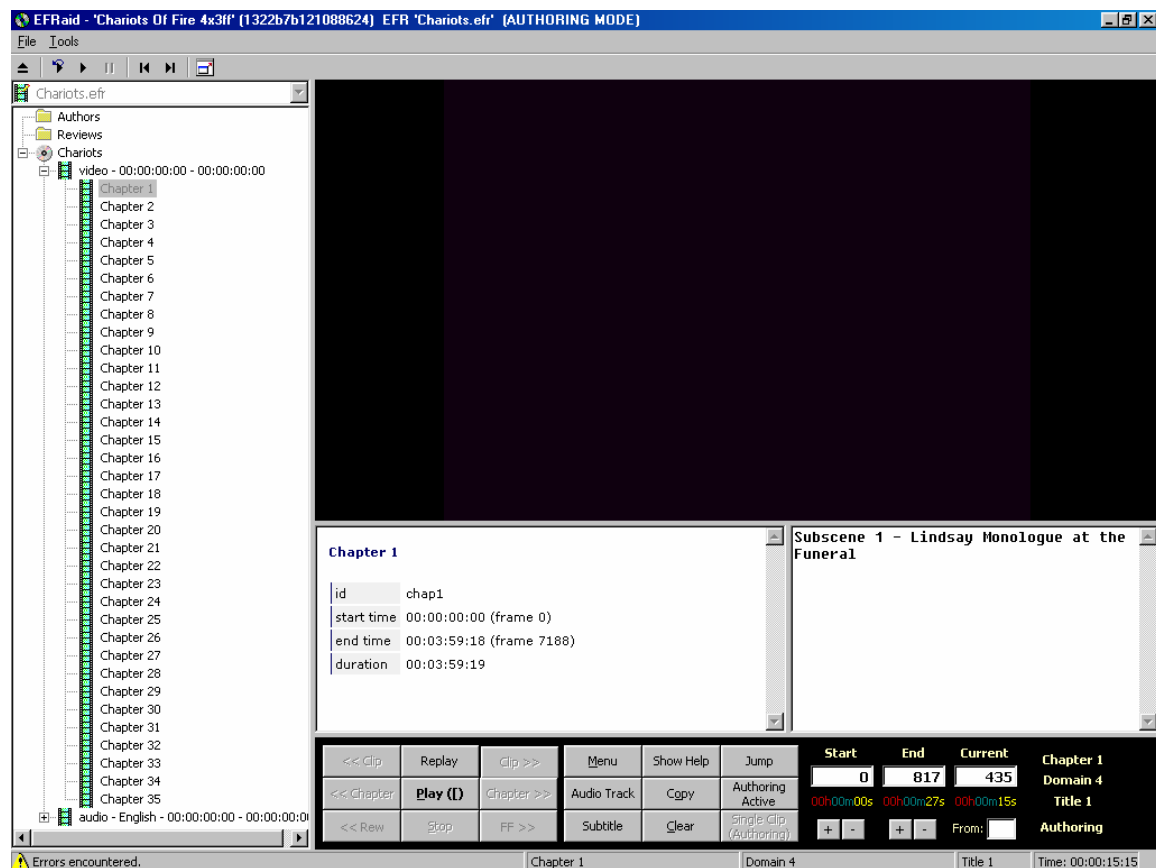 EFRaid - 'Chariots Of Fire 4x3ff' (1322b7b121088624) EFR 'Chariots.efr' (AUTHORING MODE)
File Tools
Chariots.efr
Authors
Reviews
Chariots
video - 00:00:00:00 - 00:00:00:00
Chapter 1
Chapter 2
Chapter 3
Chapter 4
Chapter 5
Chapter 6
Chapter 7
Chapter 8
Chapter 9
Chapter 10
Chapter 11
Chapter 12
Chapter 13
Chapter 14
Chapter 15
Chapter 16
Chapter 17
Chapter 18
Chapter 19
Chapter 20
Chapter 21
Chapter 22
Chapter 23
Chapter 24
Chapter 25
Chapter 26
Chapter 27
Chapter 28
Chapter 29
Chapter 30
Chapter 31
Chapter 32
Chapter 33
Chapter 34
Chapter 35
audio - English - 00:00:00:00 - 00:00:00:0
Chapter 1
id chap1
start time 00:00:00:00 (frame 0)
end time 00:03:59:18 (frame 7188)
duration 00:03:59:19
Subscene 1 - Lindsay Monologue at the
Funeral
<< Clip Replay Clip >> Menu Show Help Jump
<< Chapter Play ([) Chapter >> Audio Track Copy Authoring Active
<< Rew Stop FF >> Subtitle Clear Single Clip (Authoring)
Start End Current
0 817 435
00h00m00s 00h00m27s 00h00m15s
+ - + - From:
Chapter 1
Domain 4
Title 1
Authoring
Errors encountered. Chapter 1 Domain 4 Title 1 Time: 00:00:15:15